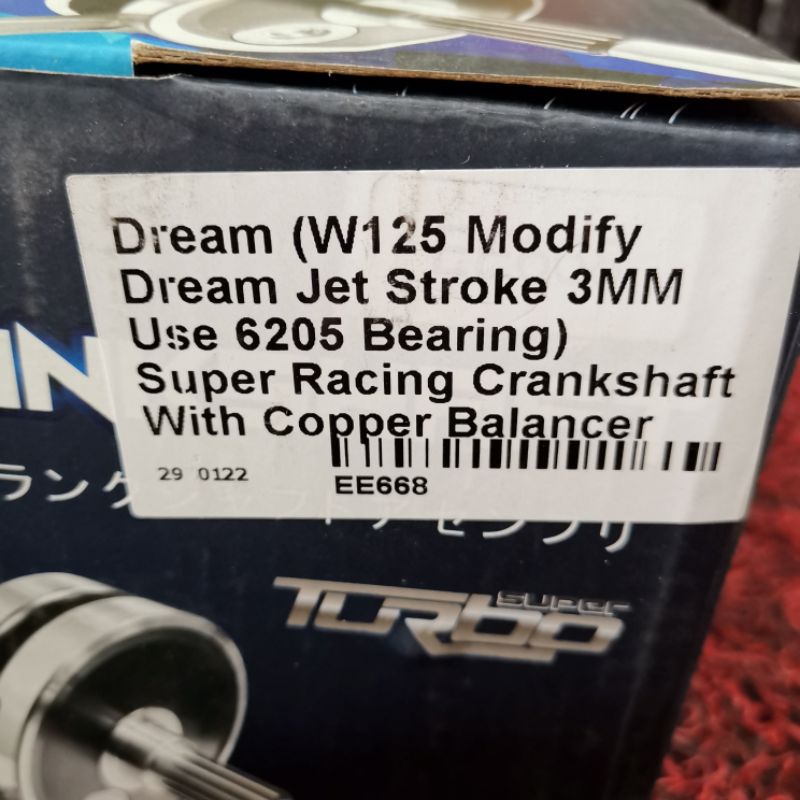 Dream (W125 Modify
Dream Jet Stroke 3MM
Use 6205 Bearing)
Super Racing Crankshaft
With Copper Balancer
29 0122
EE668
SUPER
TURBO